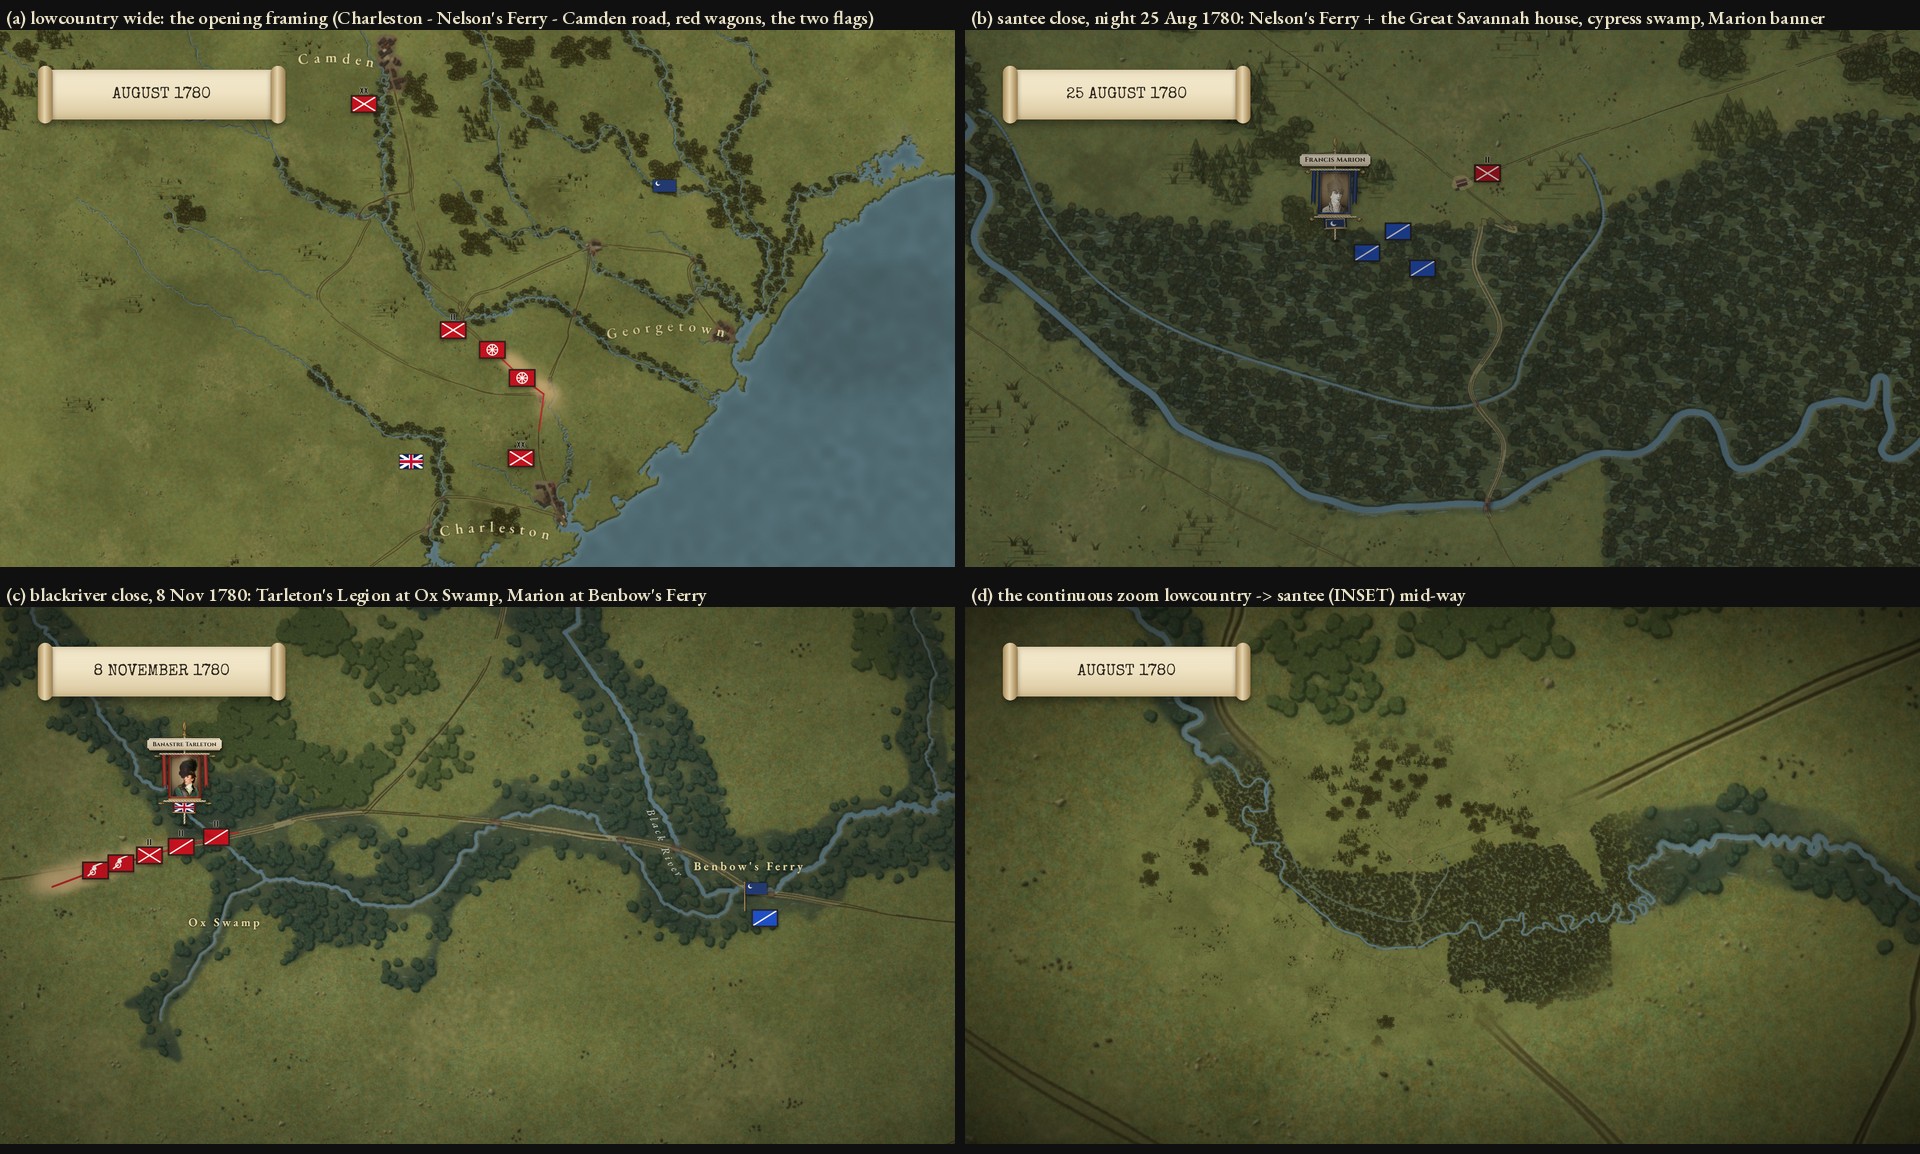 (a) lowcountry wide: the opening framing (Charleston - Nelson's Ferry - Camden road, red wagons, the two flags)
Camden
AUGUST 1780
Georgetown
Charleston
(b) santee close, night 25 Aug 1780: Nelson's Ferry + the Great Savannah house, cypress swamp, Marion banner
25 AUGUST 1780
FRANCIS MARION
(c) blackriver close, 8 Nov 1780: Tarleton's Legion at Ox Swamp, Marion at Benbow's Ferry
8 NOVEMBER 1780
BANASTRE TARLETON
Black River
Benbow's Ferry
Ox Swamp
(d) the continuous zoom lowcountry -> santee (INSET) mid-way
AUGUST 1780